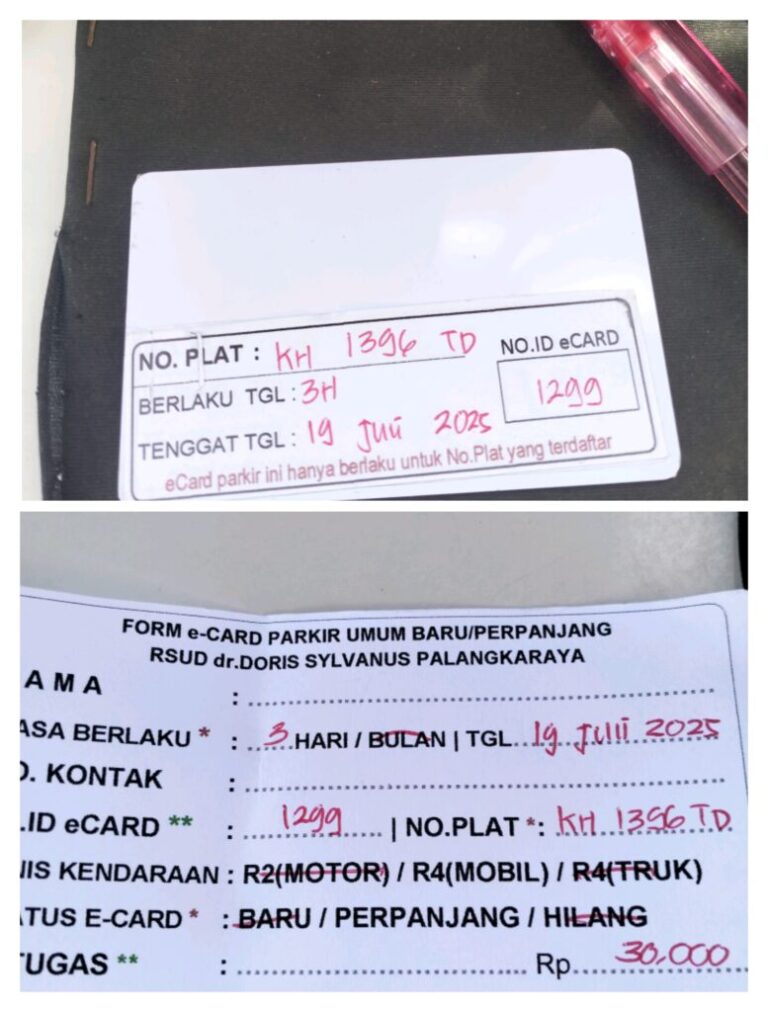 NO. PLAT : KH 1396 TD
NO.ID eCARD
1299
BERLAKU TGL : 3H
TENGGAT TGL : 19 Juli 2025
eCard parkir ini hanya berlaku untuk No.Plat yang terdaftar
FORM e-CARD PARKIR UMUM BARU/PERPANJANG
RSUD dr.DORIS SYLVANUS PALANGKARAYA
A M A :
ASA BERLAKU * : 3 HARI / BULAN | TGL 19 Juli 2025
O. KONTAK :
.ID eCARD ** : 1299 | NO.PLAT *: KH 1396 TD
NIS KENDARAAN : R2(MOTOR) / R4(MOBIL) / R4(TRUK)
ATUS E-CARD * : BARU / PERPANJANG / HILANG
TUGAS ** : Rp. 30.000